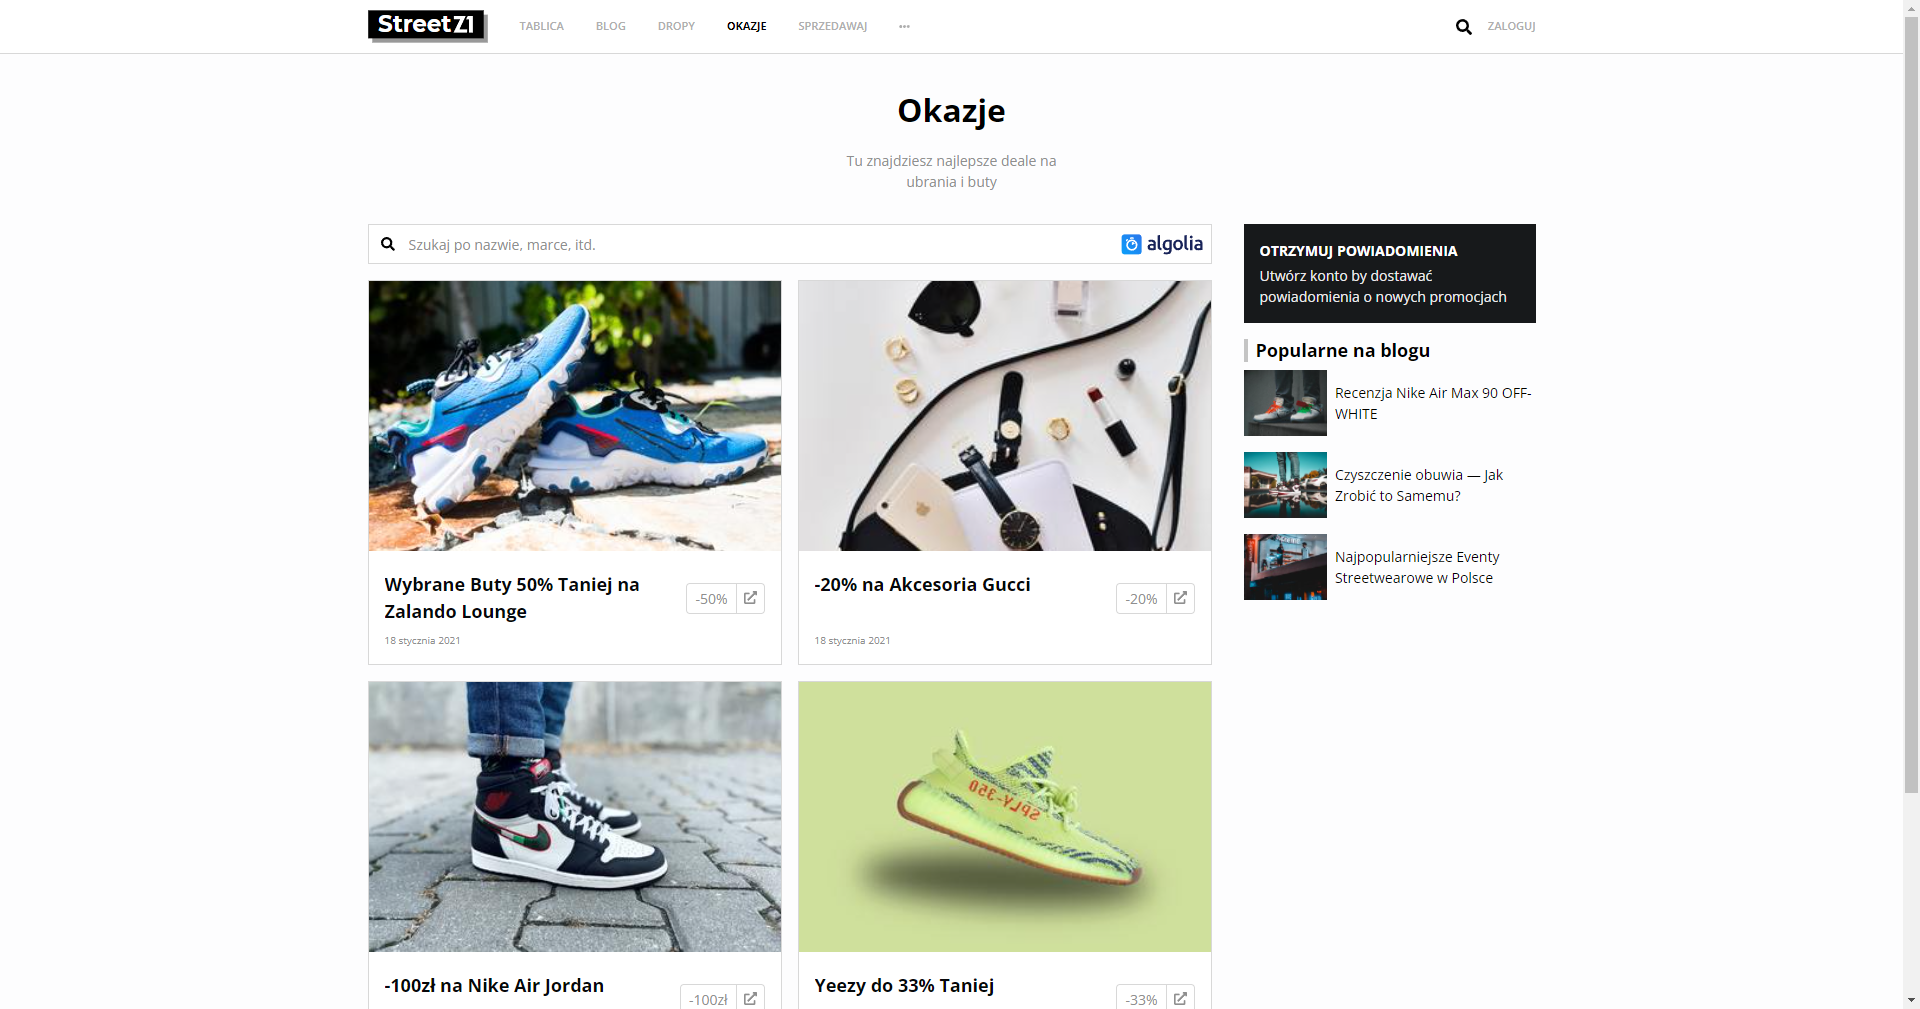 StreetZ1
TABLICA
BLOG
DROPY
OKAZJE
SPRZEDAWAJ
ZALOGUJ
Okazje
Tu znajdziesz najlepsze deale na
ubrania i buty
Szukaj po nazwie, marce, itd.
algolia
Wybrane Buty 50% Taniej na
Zalando Lounge
-50%
18 stycznia 2021
-20% na Akcesoria Gucci
-20%
18 stycznia 2021
-100zł na Nike Air Jordan
-100zł
SPLY-350
Yeezy do 33% Taniej
-33%
OTRZYMUJ POWIADOMIENIA
Utwórz konto by dostawać
powiadomienia o nowych promocjach
Popularne na blogu
Recenzja Nike Air Max 90 OFF-
WHITE
Czyszczenie obuwia — Jak
Zrobić to Samemu?
Najpopularniejsze Eventy
Streetwearowe w Polsce